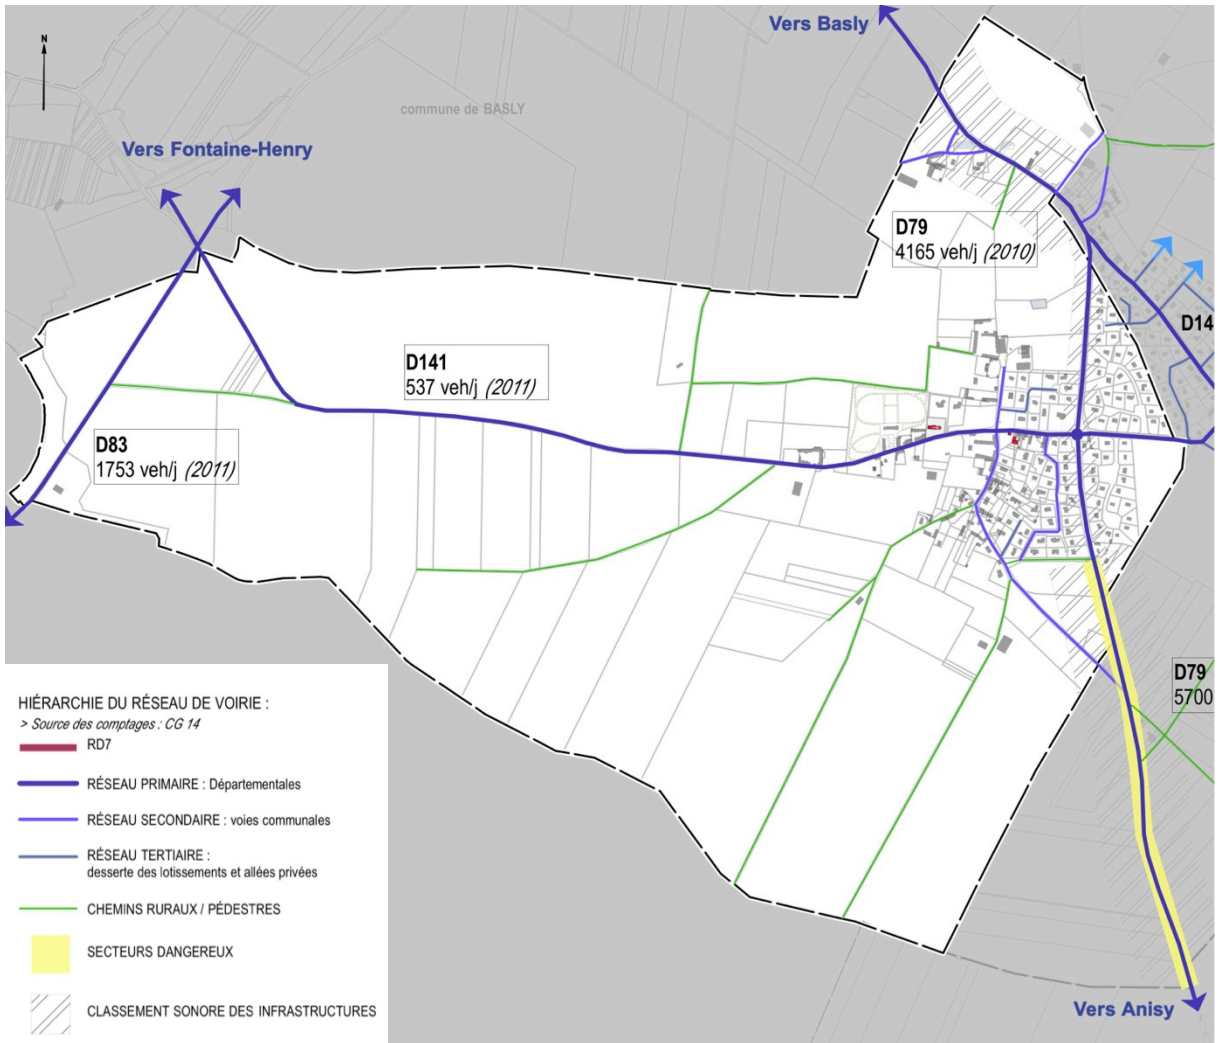 Vers Basly
N
commune de BASLY
Vers Fontaine-Henry
D79
4165 veh/j (2010)
D14
D141
537 veh/j (2011)
D83
1753 veh/j (2011)
D79
5700
HIÉRARCHIE DU RÉSEAU DE VOIRIE :
> Source des comptages : CG 14
RD7
RÉSEAU PRIMAIRE : Départementales
RÉSEAU SECONDAIRE : voies communales
RÉSEAU TERTIAIRE :
desserte des lotissements et allées privées
CHEMINS RURAUX / PÉDESTRES
SECTEURS DANGEREUX
CLASSEMENT SONORE DES INFRASTRUCTURES
Vers Anisy